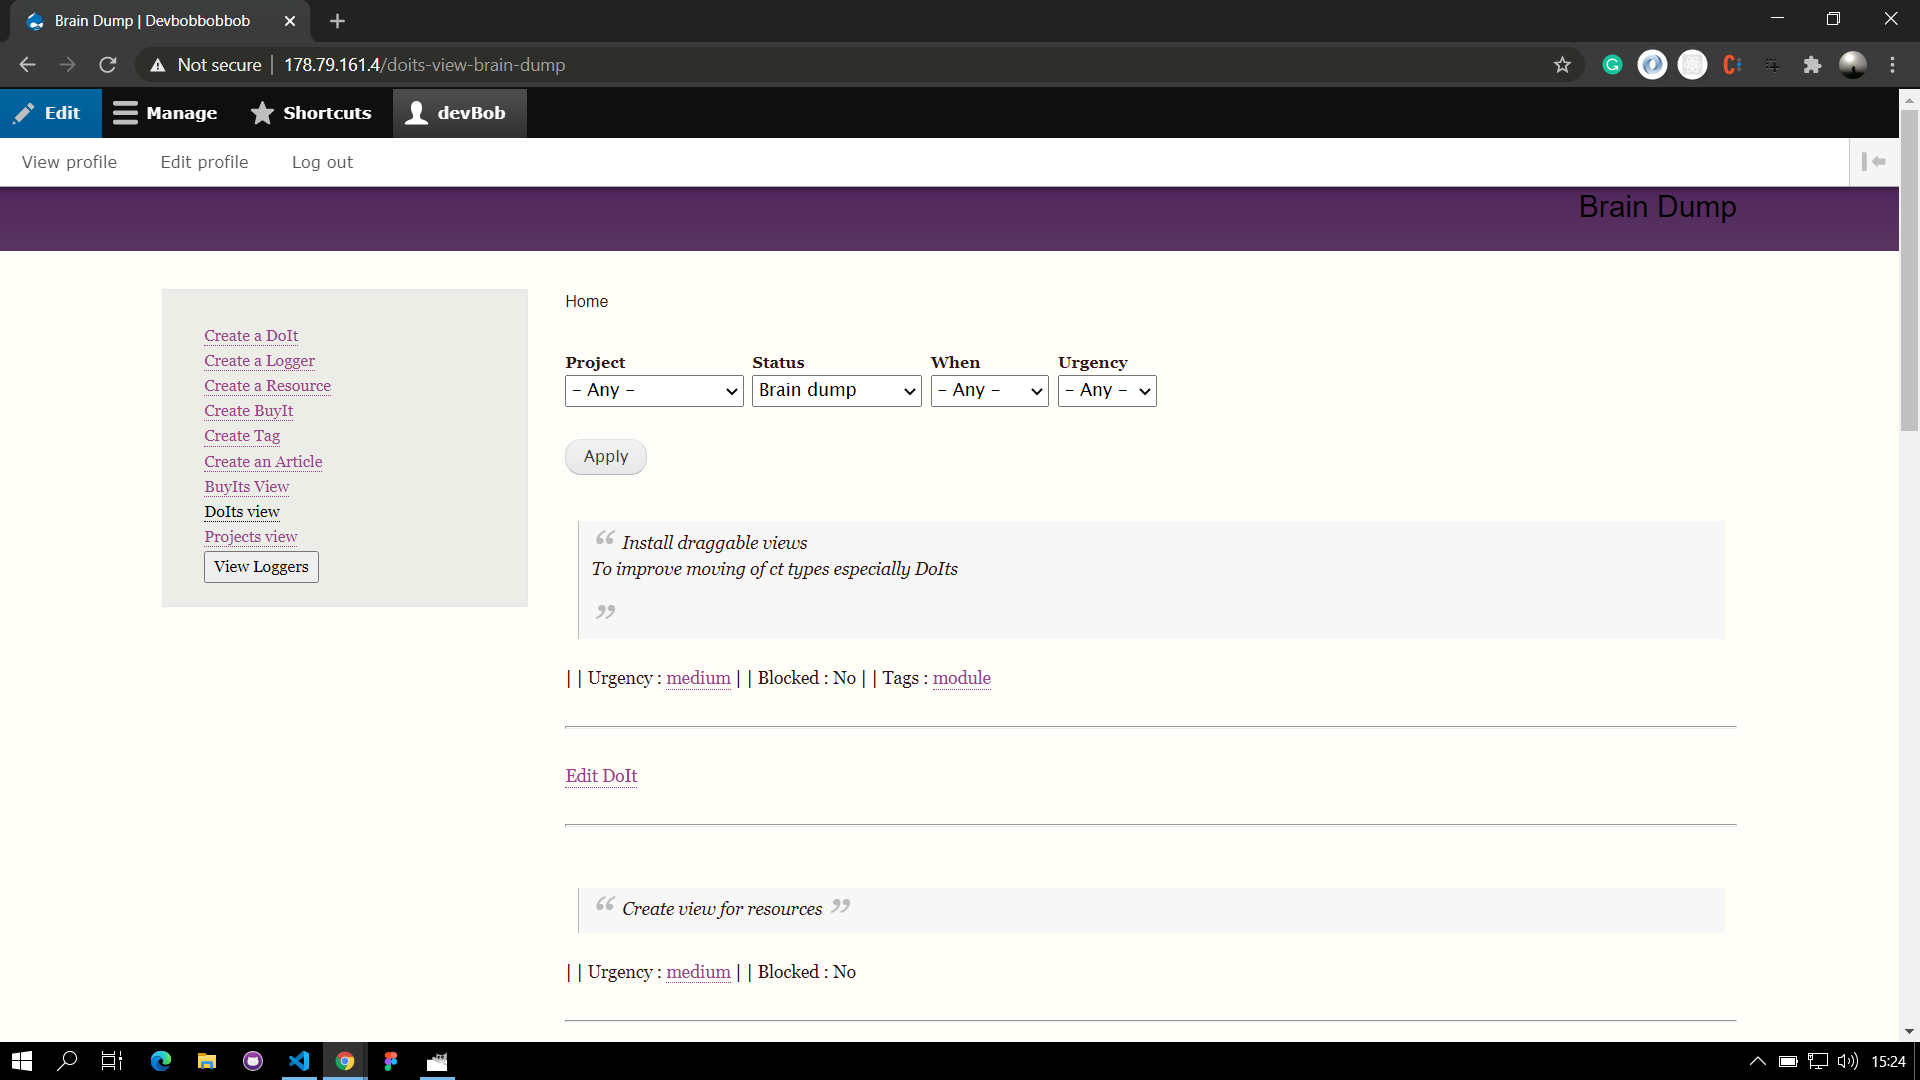 Brain Dump | Devbobbobbob
Not secure | 178.79.161.4/doits-view-brain-dump
Edit Manage Shortcuts devBob
View profile Edit profile Log out
Brain Dump
Create a DoIt
Create a Logger
Create a Resource
Create BuyIt
Create Tag
Create an Article
BuyIts View
DoIts view
Projects view
View Loggers
Home
Project Status When Urgency
- Any - Brain dump - Any - - Any -
Apply
“ Install draggable views
To improve moving of ct types especially DoIts
”
| | Urgency : medium | | Blocked : No | | Tags : module
Edit DoIt
“ Create view for resources ”
| | Urgency : medium | | Blocked : No
15:24